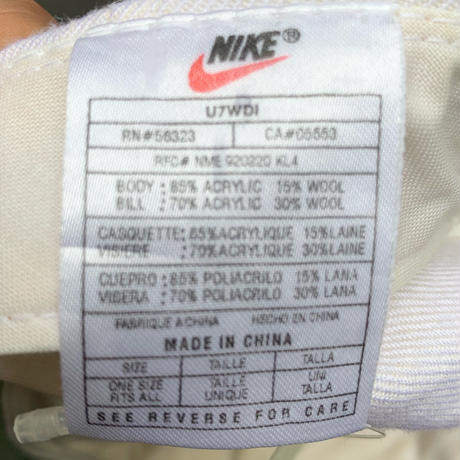 NIKE®
U7WDI
RN#56323 CA#05553
RFC# NME 920220 KL4
BODY : 85% ACRYLIC 15% WOOL
BILL : 70% ACRYLIC 30% WOOL
CASQUETTE: 85% ACRYLIQUE 15% LAINE
VISIERE : 70% ACRYLIQUE 30% LAINE
CUERPO : 85% POLIACRILO 15% LANA
VISERA : 70% POLIACRILO 30% LANA
FABRIQUE A CHINA HECHO EN CHINA
MADE IN CHINA
SIZE TAILLE TALLA
ONE SIZE FITS ALL TAILLE UNIQUE UNI TALLA
SEE REVERSE FOR CARE